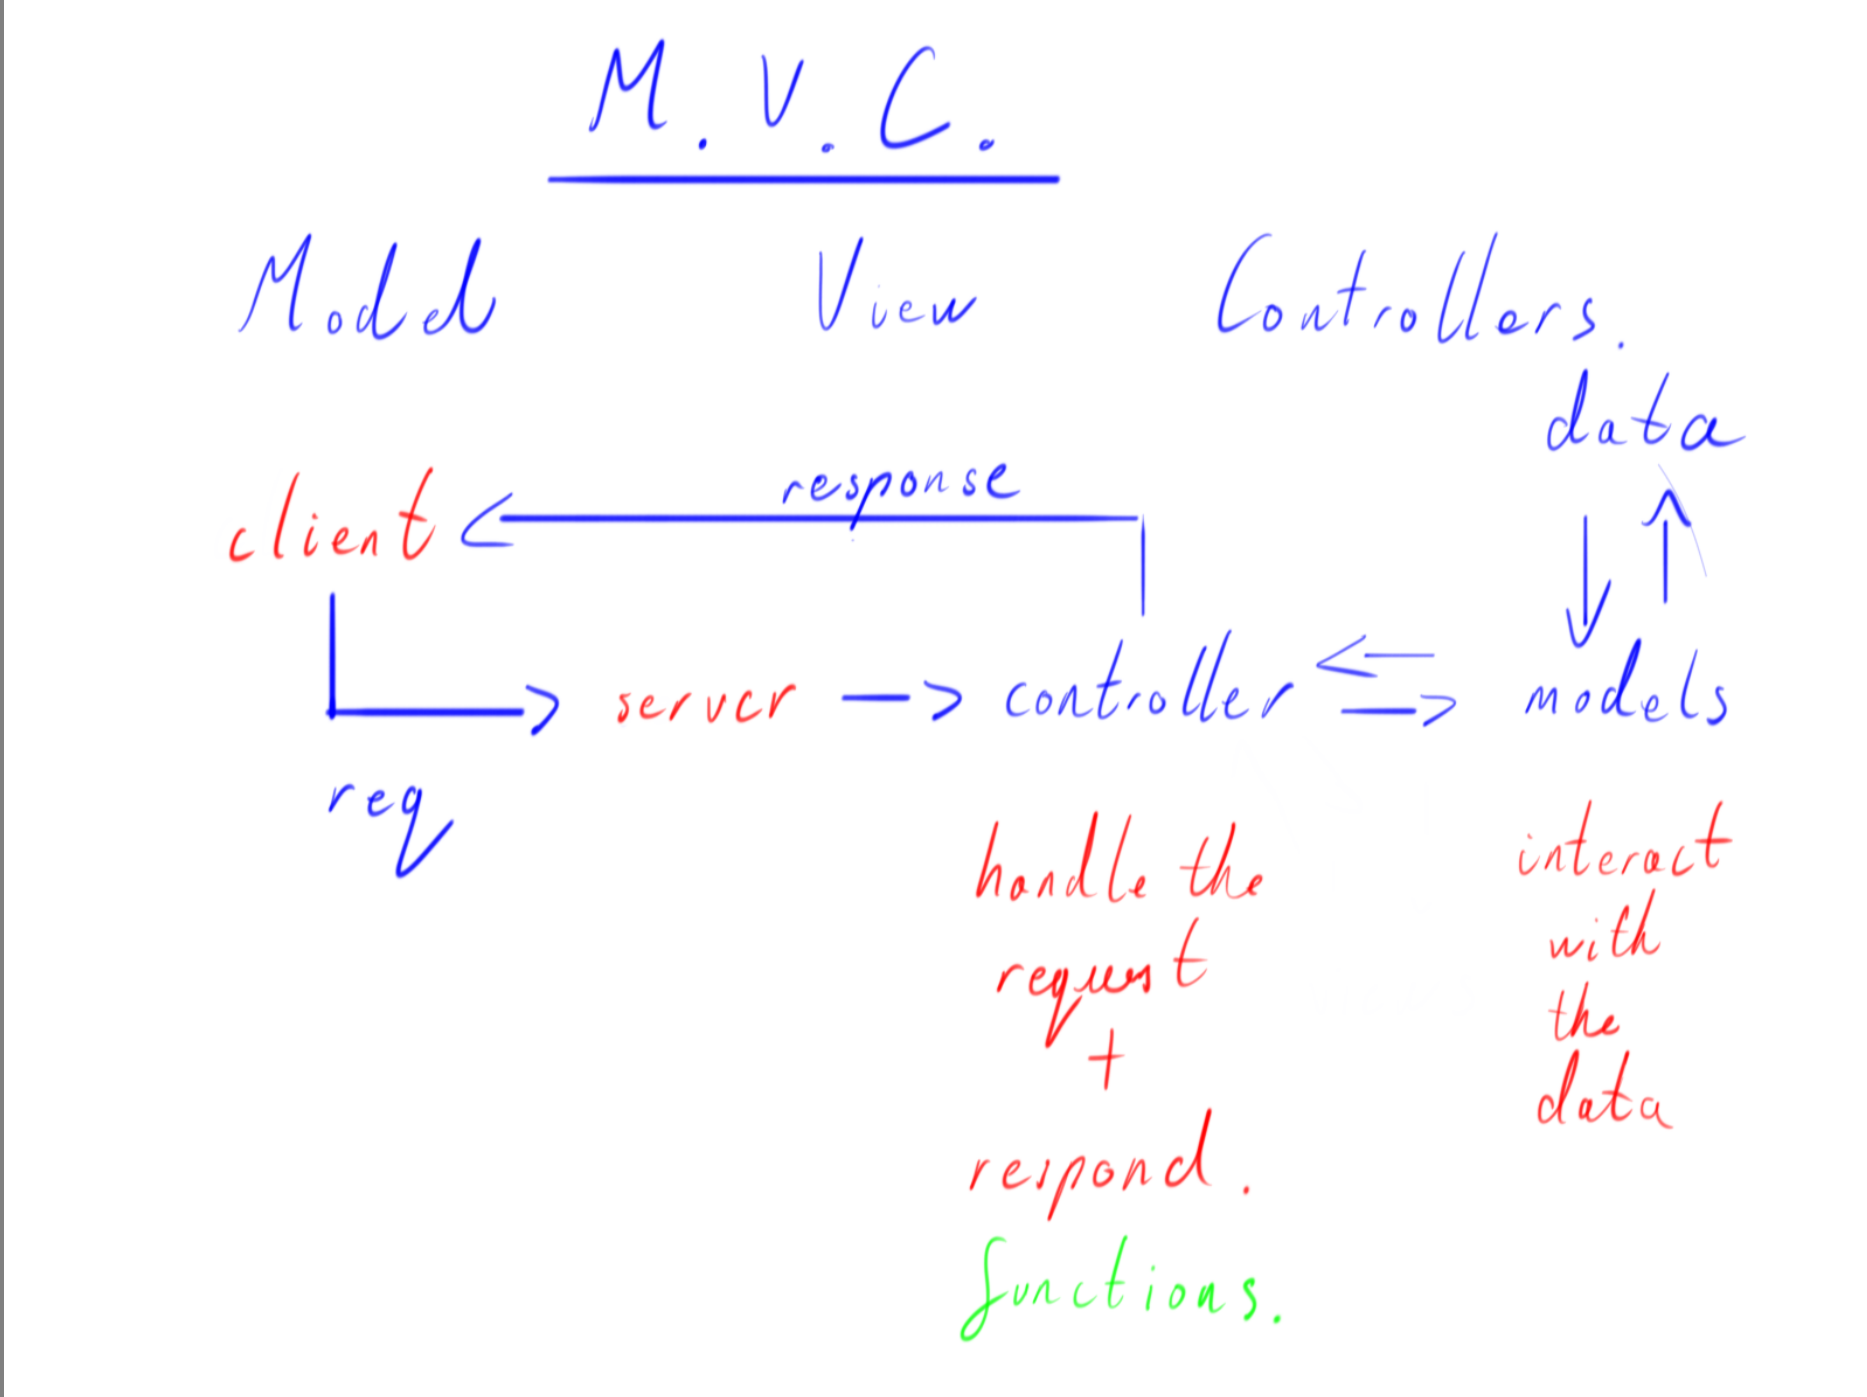 M.V.C.
Model View Controllers.
data
response
client
server controller models
req
handle the
request
+
respond.
functions.
interact
with
the
data